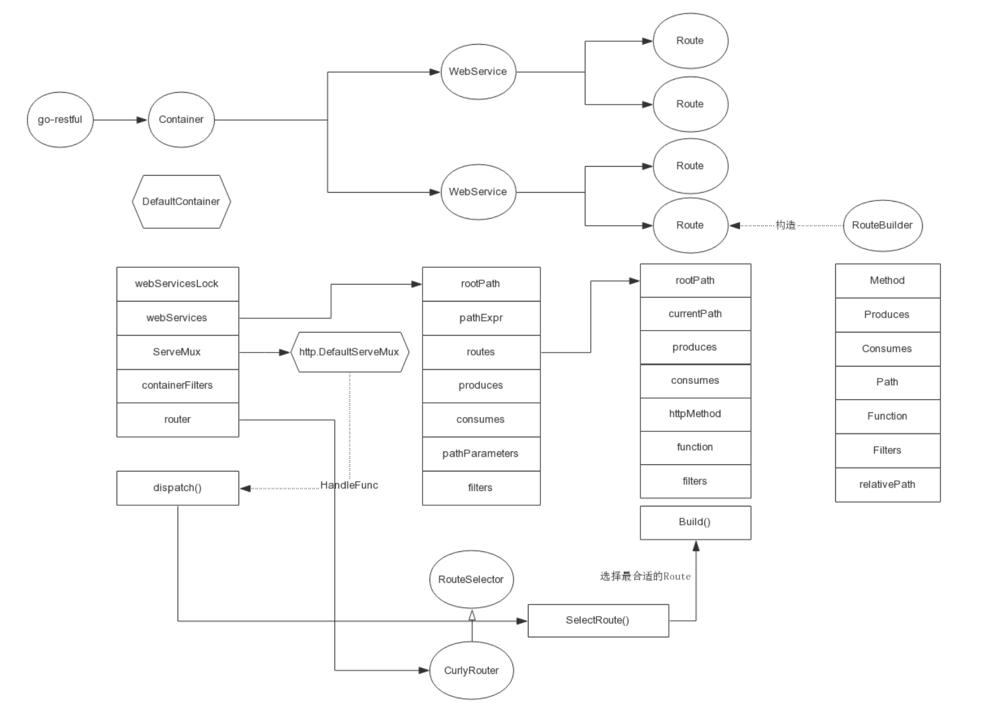 go-restful
Container
WebService
WebService
Route
Route
Route
Route
构造
RouteBuilder
DefaultContainer
webServicesLock
webServices
ServeMux
containerFilters
router
dispatch()
http.DefaultServeMux
HandleFunc
rootPath
pathExpr
routes
produces
consumes
pathParameters
filters
rootPath
currentPath
produces
consumes
httpMethod
function
filters
Build()
Method
Produces
Consumes
Path
Function
Filters
relativePath
选择最合适的Route
RouteSelector
SelectRoute()
CurlyRouter